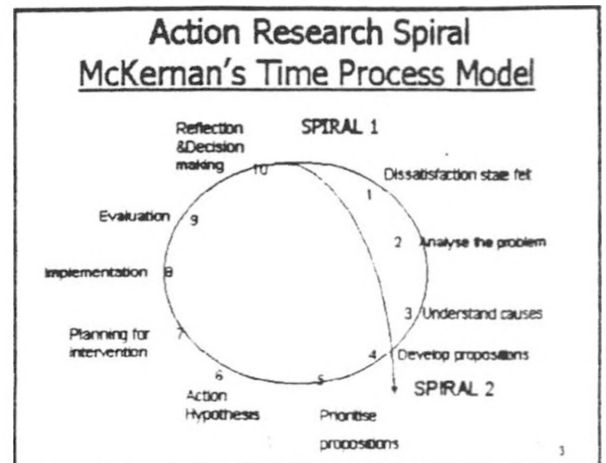 Action Research Spiral
McKernan's Time Process Model
SPIRAL 1
Reflection
&Decision
making
10
1
Dissatisfaction state felt
2
Analyse the problem
3
Understand causes
4
Develop propositions
SPIRAL 2
5
Prioritise
propositions
6
Action
Hypothesis
7
Planning for
intervention
8
Implementation
9
Evaluation
3